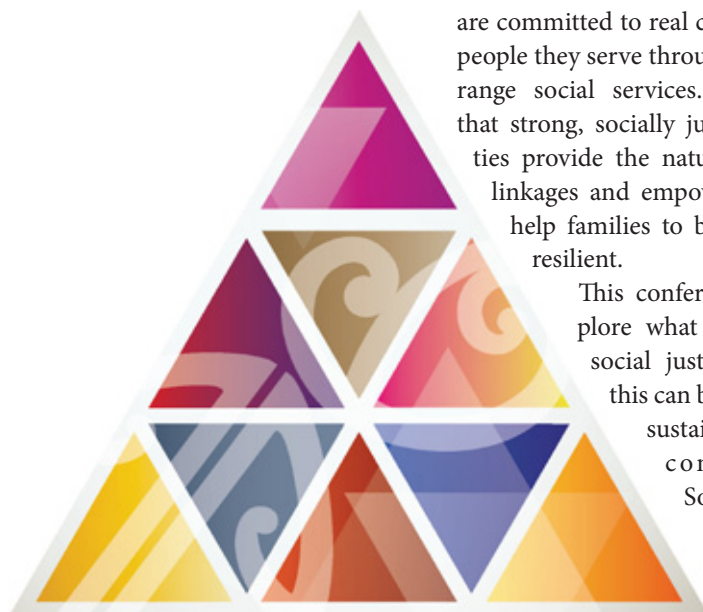 are committed to real
people they serve
range social services.
that strong, socially
ties provide the
linkages and
help families to
resilient.
This
plore what
social
this can